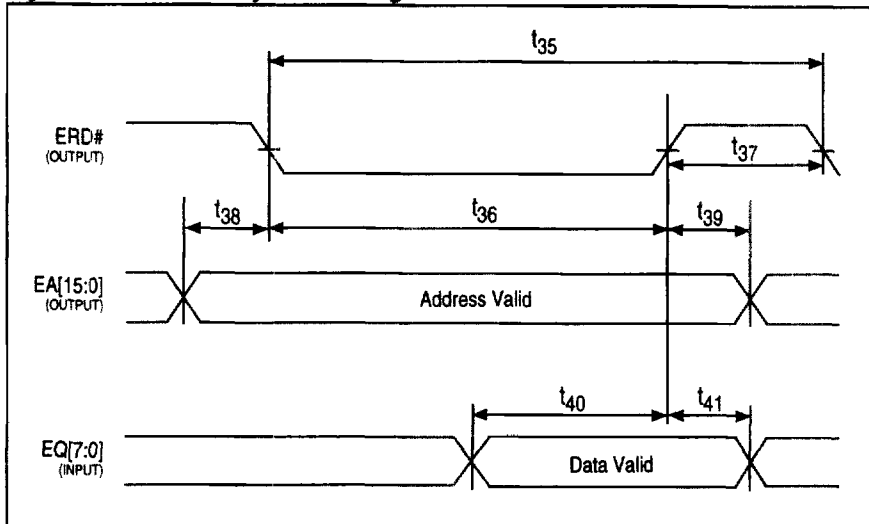 t35
ERD#
(OUTPUT)
t37
t38
t36
t39
EA[15:0]
(OUTPUT)
Address Valid
t40
t41
EQ[7:0]
(INPUT)
Data Valid